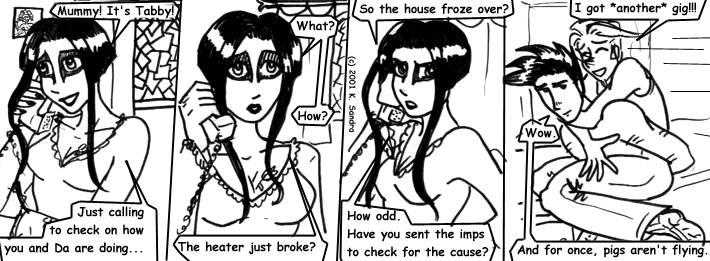 Mummy! It's Tabby!
Just calling
to check on how
you and Da are doing...
What?
How?
The heater just broke?
So the house froze over?
(c) 2001 K. Sandra
How odd.
Have you sent the imps
to check for the cause?
I got *another* gig!!!
Wow.
And for once, pigs aren't flying.